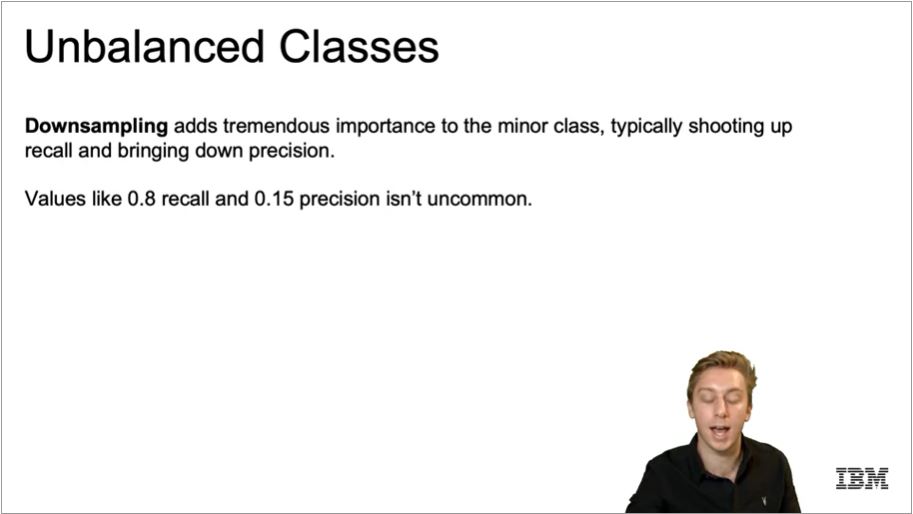 Unbalanced Classes
Downsampling adds tremendous importance to the minor class, typically shooting up
recall and bringing down precision.
Values like 0.8 recall and 0.15 precision isn’t uncommon.
IBM